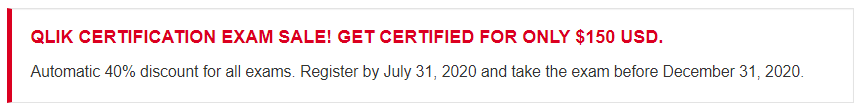 QLIK CERTIFICATION EXAM SALE! GET CERTIFIED FOR ONLY $150 USD.
Automatic 40% discount for all exams. Register by July 31, 2020 and take the exam before December 31, 2020.